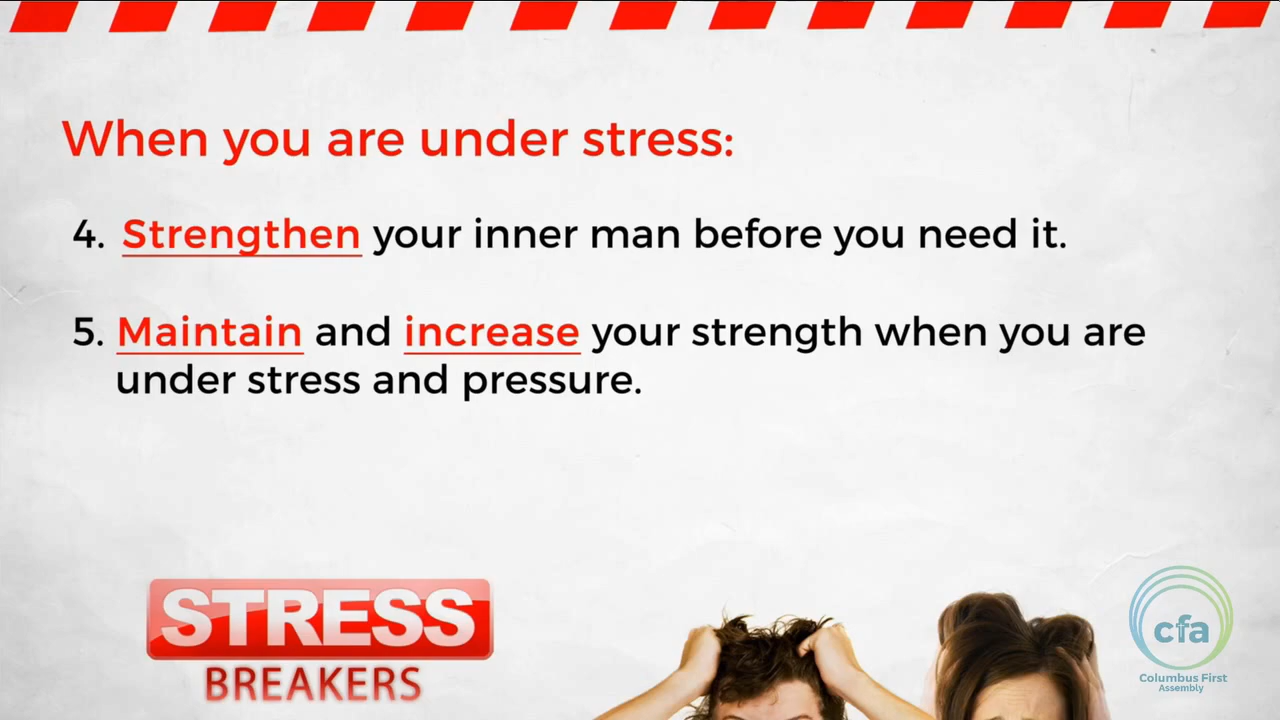 When you are under stress:
4. Strengthen your inner man before you need it.
5. Maintain and increase your strength when you are
under stress and pressure.
STRESS
BREAKERS
cfa
Columbus First
Assembly